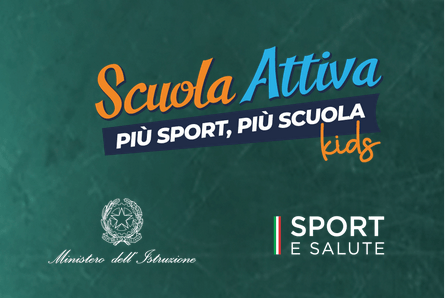 Scuola Attiva
PIÙ SPORT, PIÙ SCUOLA
kids
Ministero dell'Istruzione
SPORT
E SALUTE